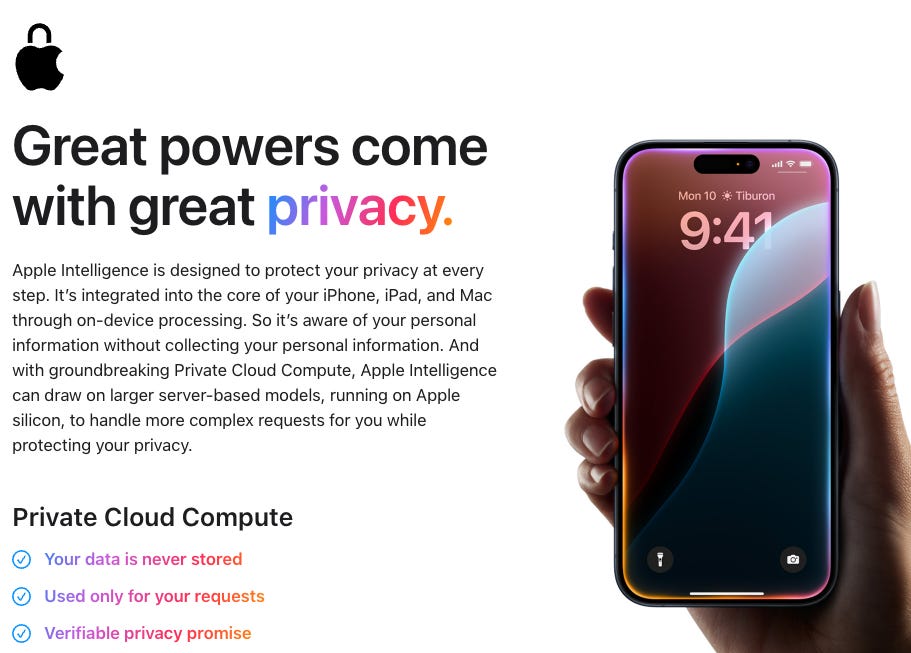 Great powers come
with great privacy.
Apple Intelligence is designed to protect your privacy at every
step. It’s integrated into the core of your iPhone, iPad, and Mac
through on-device processing. So it’s aware of your personal
information without collecting your personal information. And
with groundbreaking Private Cloud Compute, Apple Intelligence
can draw on larger server-based models, running on Apple
silicon, to handle more complex requests for you while
protecting your privacy.
Private Cloud Compute
Your data is never stored
Used only for your requests
Verifiable privacy promise
Mon 10 Tiburon
9:41